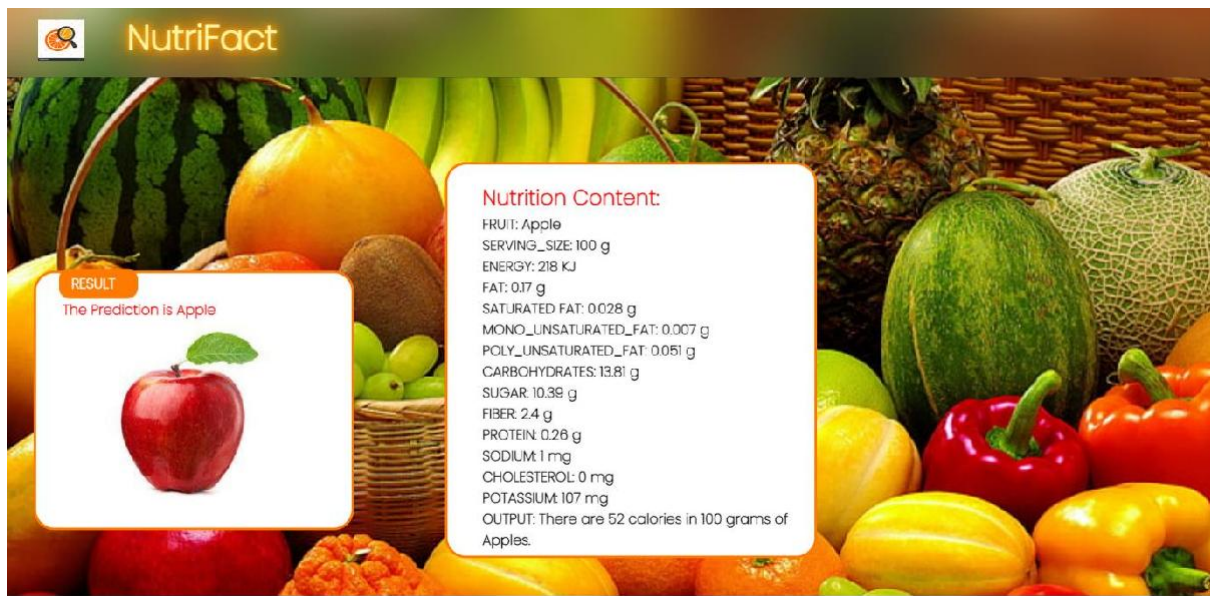 NutriFact
RESULT
The Prediction is Apple
Nutrition Content:
FRUIT: Apple
SERVING_SIZE: 100 g
ENERGY: 218 KJ
FAT: 0.17 g
SATURATED FAT: 0.028 g
MONO_UNSATURATED_FAT: 0.007 g
POLY_UNSATURATED_FAT: 0.051 g
CARBOHYDRATES: 13.81 g
SUGAR: 10.39 g
FIBER: 2.4 g
PROTEIN: 0.26 g
SODIUM: 1 mg
CHOLESTEROL: 0 mg
POTASSIUM: 107 mg
OUTPUT: There are 52 calories in 100 grams of
Apples.